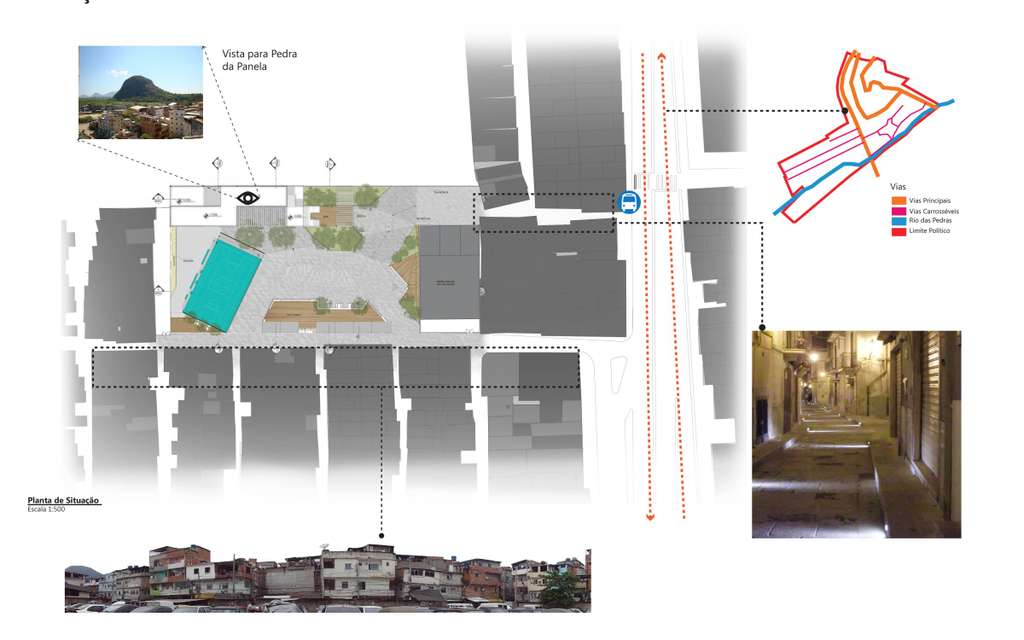 Vista para Pedra
da Panela
Vias
Vias Principais
Vias Carrosséveis
Rio das Pedras
Limite Político
Planta de Situação
Escala 1:500